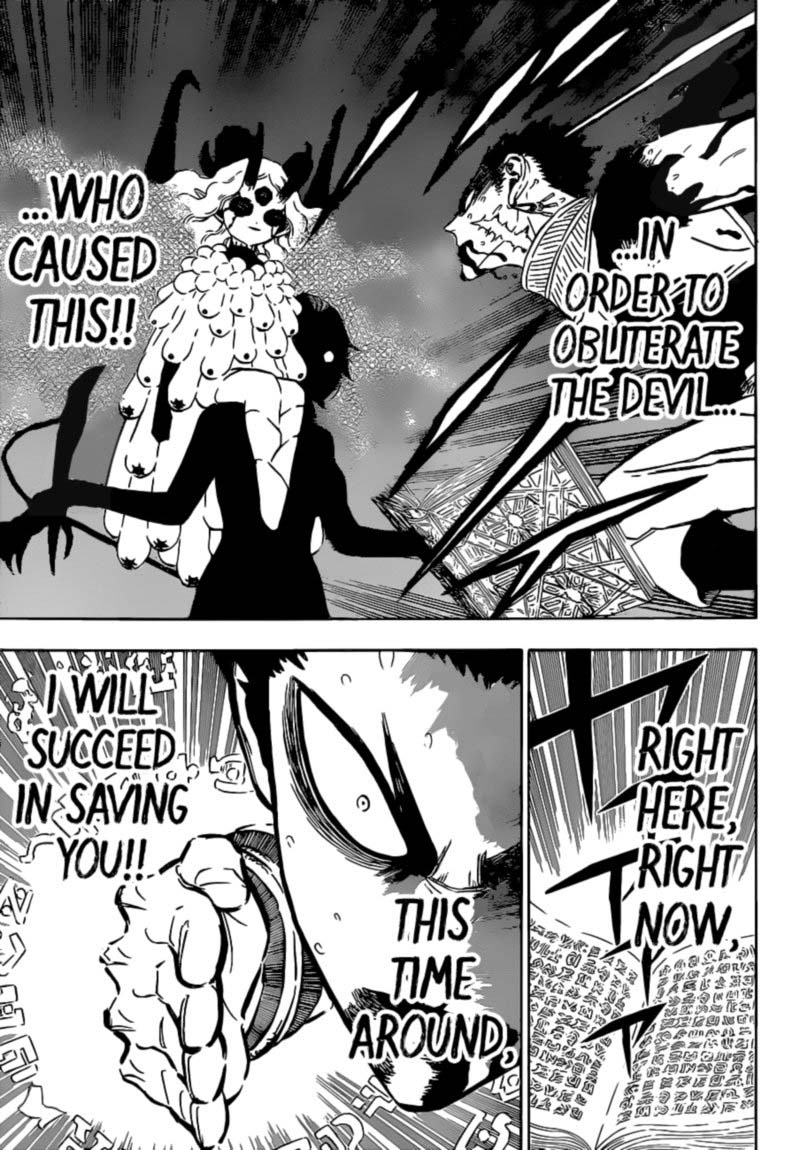 ...IN
ORDER TO
OBLITERATE
THE DEVIL...
...WHO
CAUSED
THIS!!
RIGHT
HERE,
RIGHT
NOW,
THIS
TIME
AROUND,
I WILL
SUCCEED
IN SAVING
YOU!!